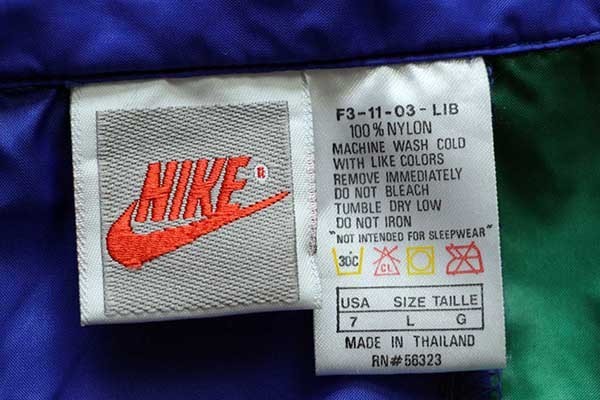 NIKE®
F3-11-03-LIB
100% NYLON
MACHINE WASH COLD
WITH LIKE COLORS
REMOVE IMMEDIATELY
DO NOT BLEACH
TUMBLE DRY LOW
DO NOT IRON
"NOT INTENDED FOR SLEEPWEAR"
30°C CL
USA SIZE TAILLE
7 L G
MADE IN THAILAND
RN#56323